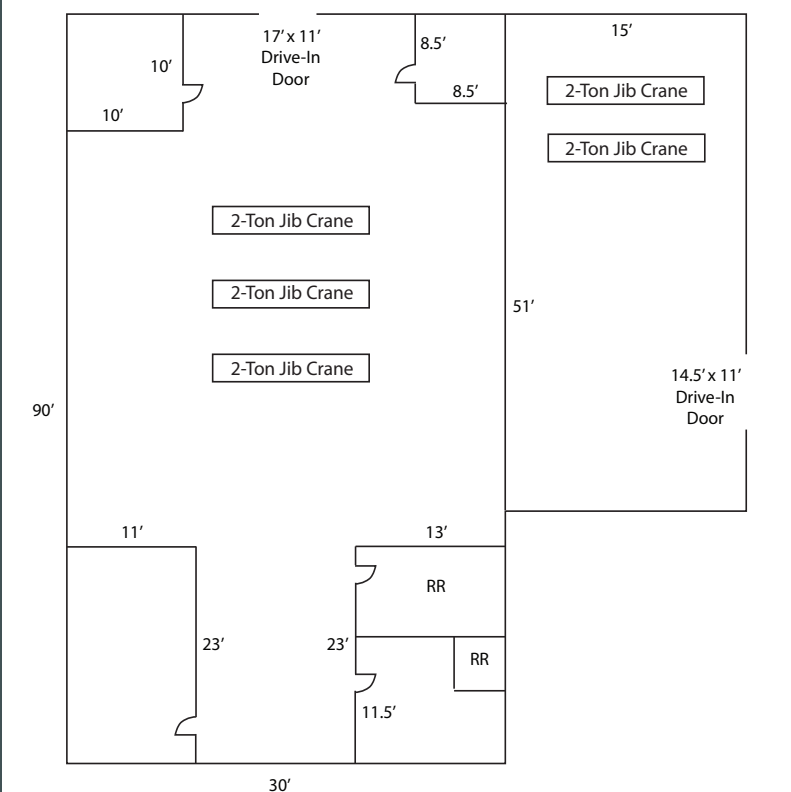 17’ x 11’
Drive-In
Door
15’
8.5’
10’
8.5’
10’
2-Ton Jib Crane
2-Ton Jib Crane
2-Ton Jib Crane
2-Ton Jib Crane
51’
2-Ton Jib Crane
14.5’ x 11’
Drive-In
Door
90’
11’
13’
RR
23’
23’
RR
11.5’
30’